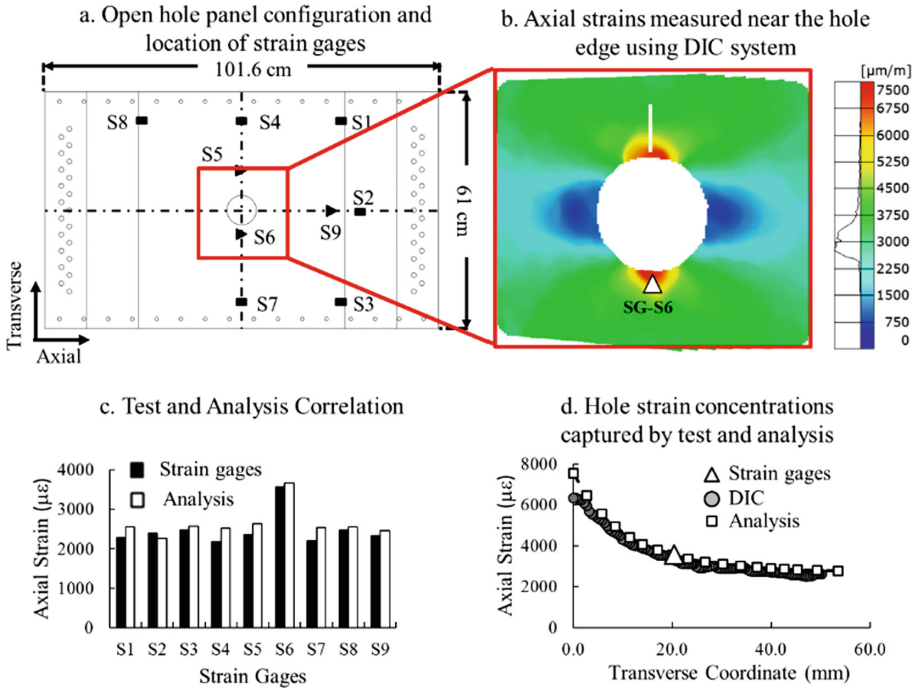 a. Open hole panel configuration and
location of strain gages
101.6 cm
S8
S4
S1
S5
S2
S6
S9
S7
S3
61 cm
Transverse
Axial
b. Axial strains measured near the hole
edge using DIC system
SG-S6
[µm/m]
7500
6750
6000
5250
4500
3750
3000
2250
1500
750
0
c. Test and Analysis Correlation
Axial Strain (µε)
4000
3000
2000
1000
0
Strain gages
Analysis
S1 S2 S3 S4 S5 S6 S7 S8 S9
Strain Gages
d. Hole strain concentrations
captured by test and analysis
Axial Strain (µε)
8000
6000
4000
2000
0
Strain gages
DIC
Analysis
0.0 20.0 40.0 60.0
Transverse Coordinate (mm)